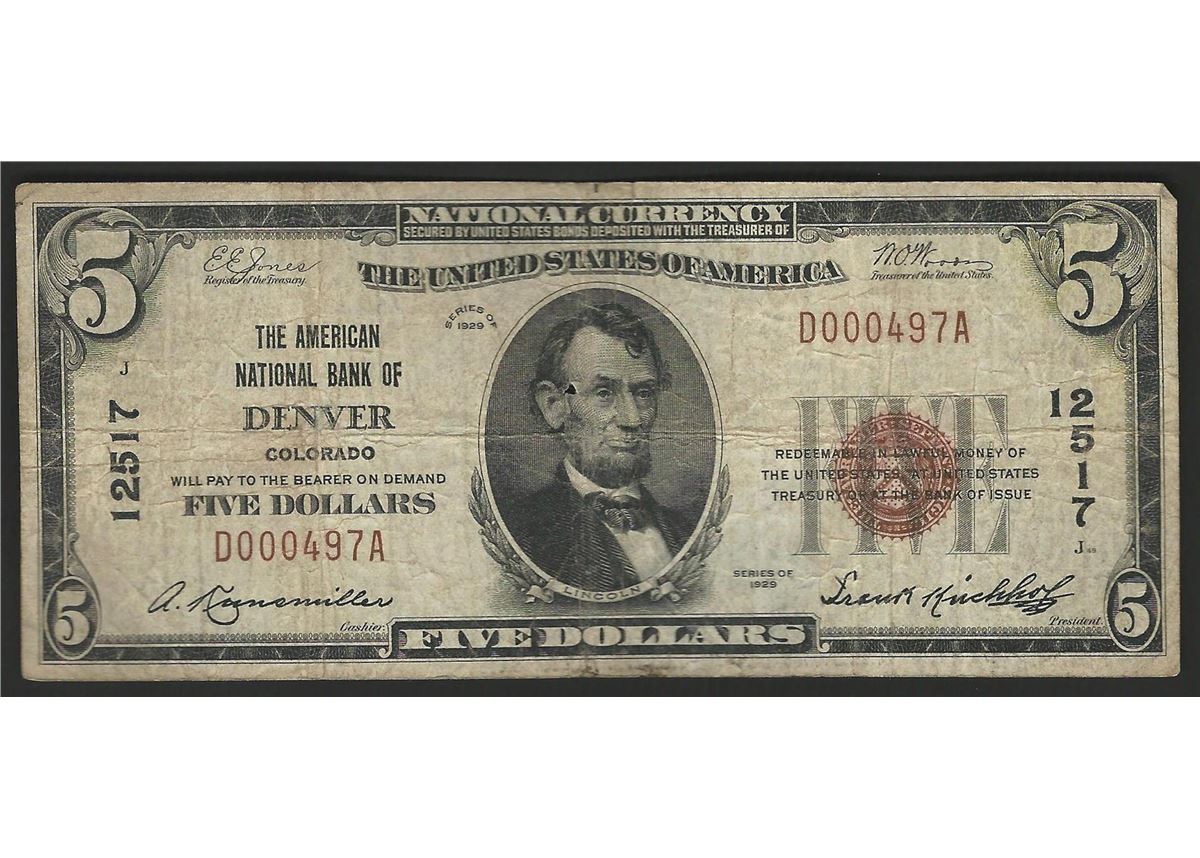 NATIONAL CURRENCY
SECURED BY UNITED STATES BONDS DEPOSITED WITH THE TREASURER OF
THE UNITED STATES OF AMERICA
5
5
E E Jones
Register of the Treasury.
W. O. Woods
Treasurer of the United States.
SERIES OF
1929
THE AMERICAN
NATIONAL BANK OF
DENVER
COLORADO
WILL PAY TO THE BEARER ON DEMAND
FIVE DOLLARS
D000497A
J
12517
D000497A
12517
FIVE
REDEEMABLE IN LAWFUL MONEY OF
THE UNITED STATES AT UNITED STATES
TREASURY OR AT THE BANK OF ISSUE
J
SERIES OF
1929
LINCOLN
Cashier.
Frank Kirchhof
President.
5
FIVE DOLLARS
5